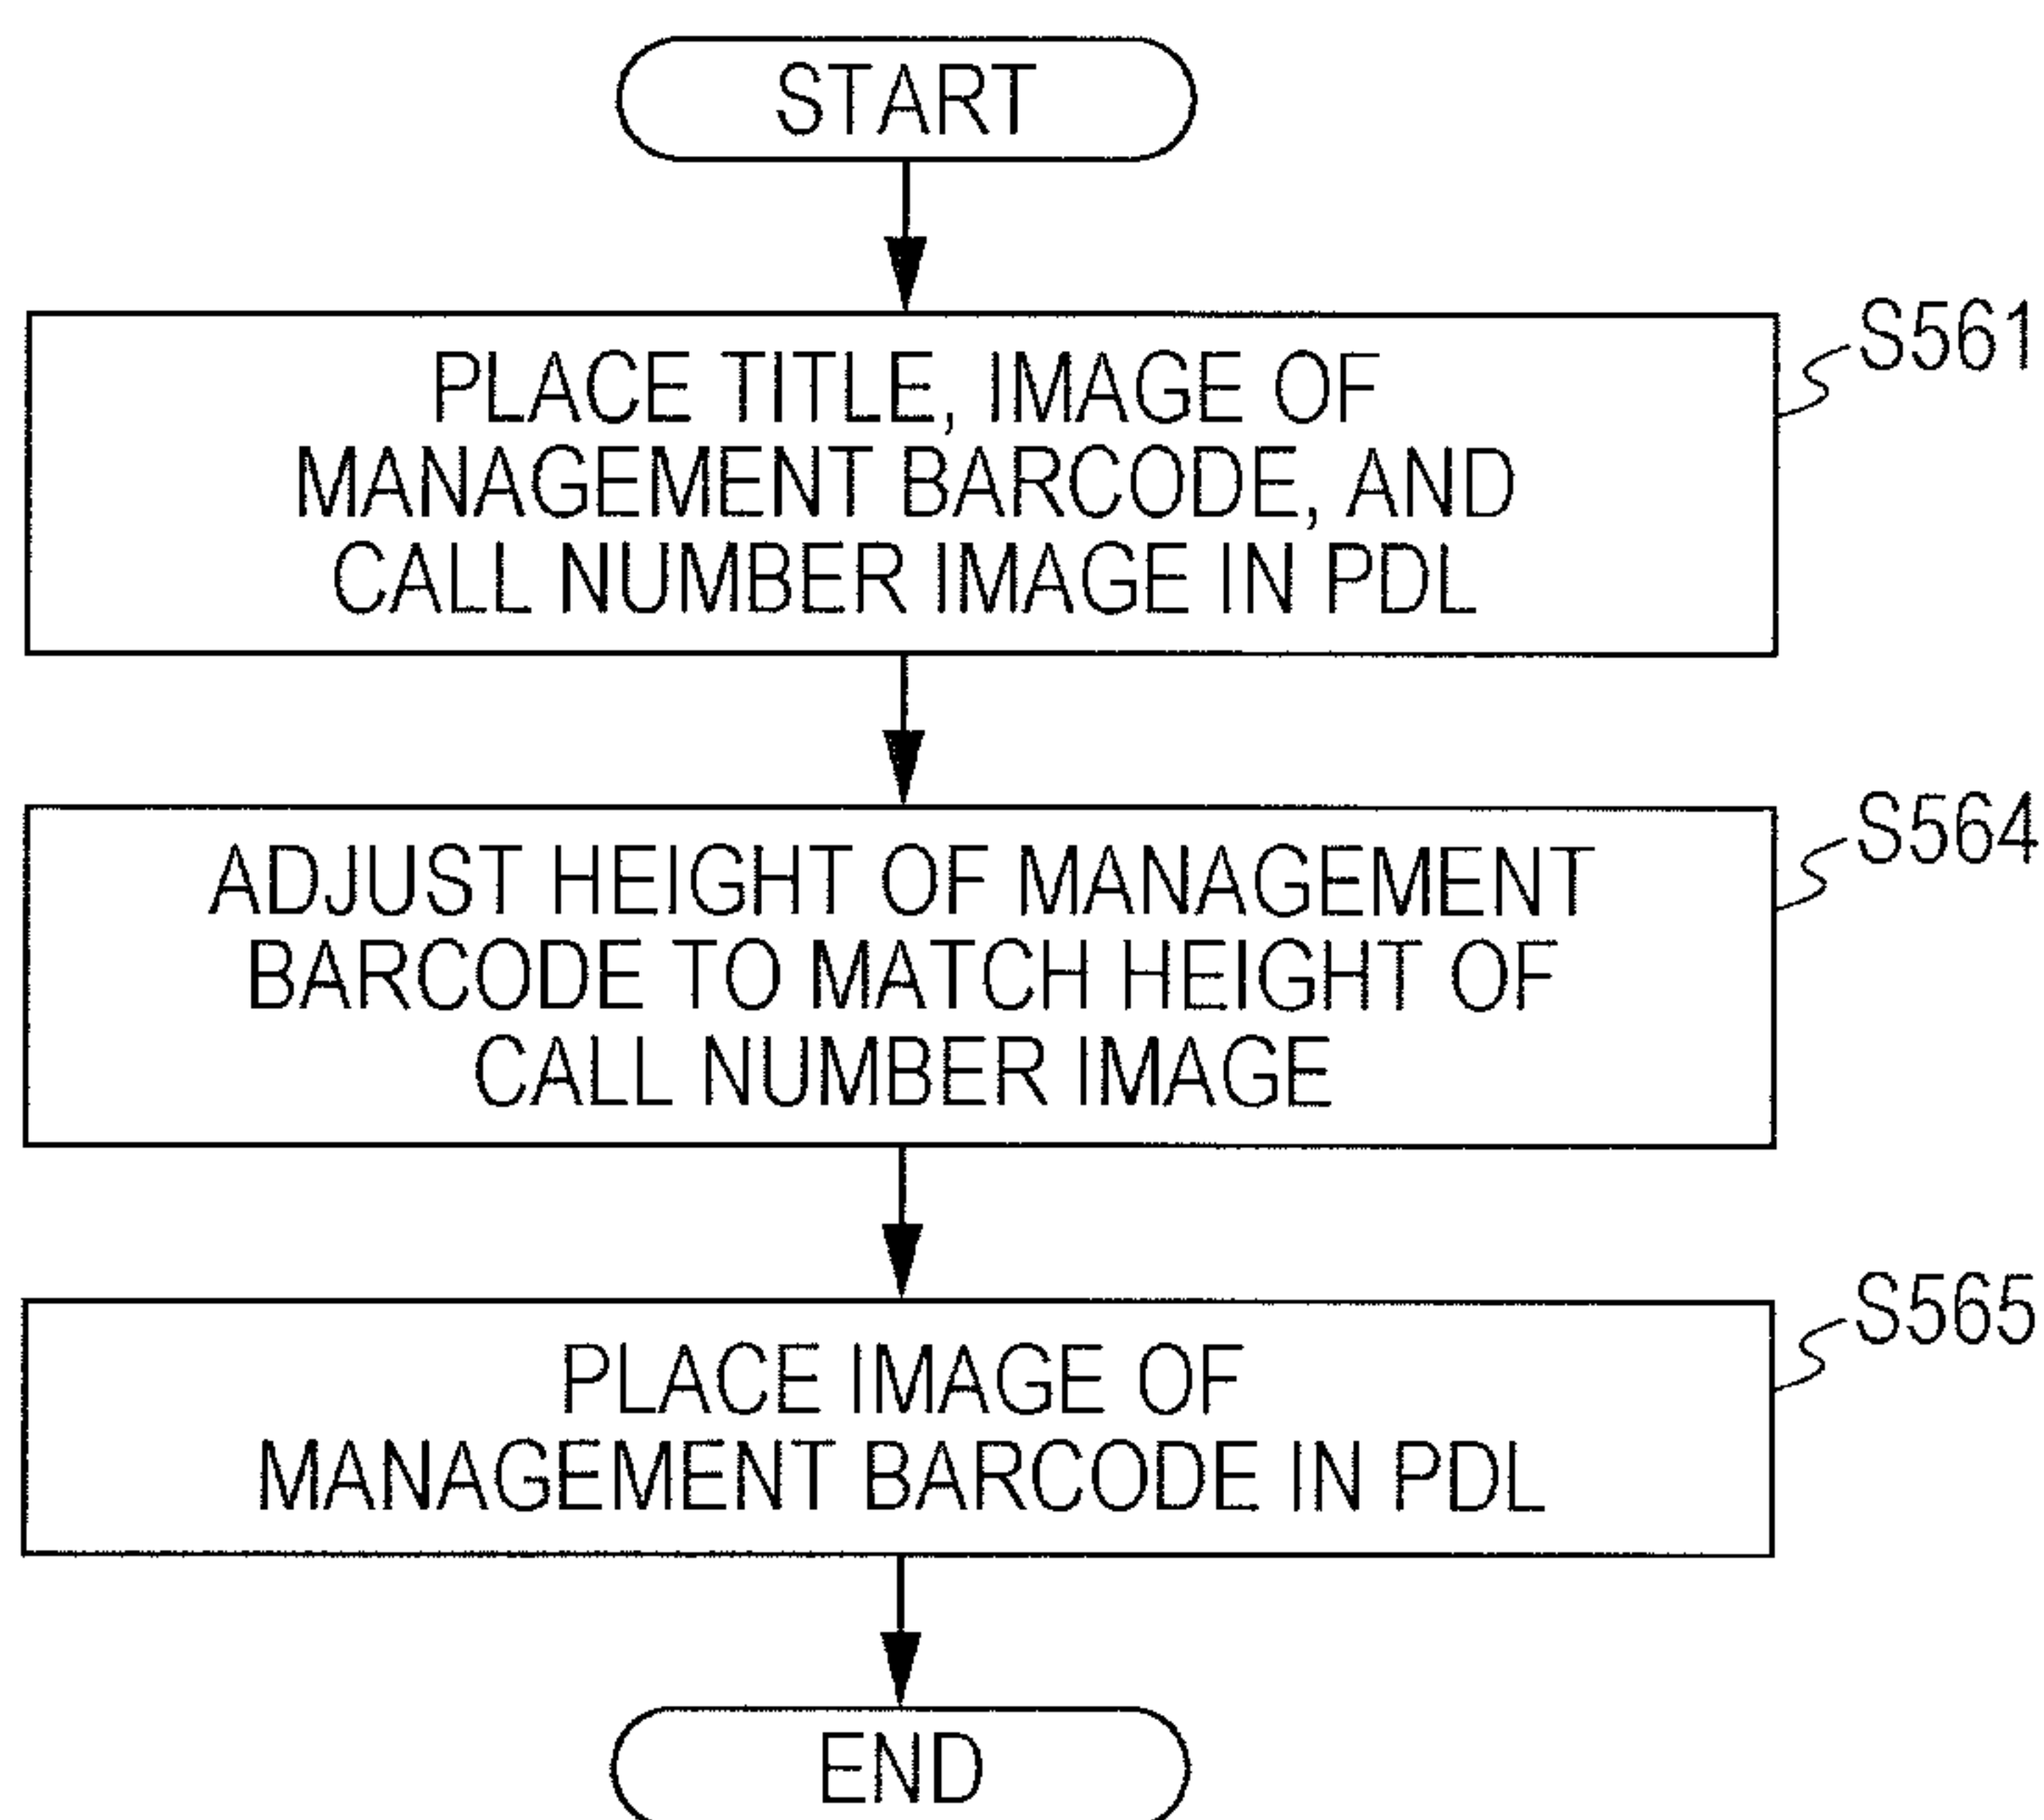 START
S561
PLACE TITLE, IMAGE OF
MANAGEMENT BARCODE, AND
CALL NUMBER IMAGE IN PDL
S564
ADJUST HEIGHT OF MANAGEMENT
BARCODE TO MATCH HEIGHT OF
CALL NUMBER IMAGE
S565
PLACE IMAGE OF
MANAGEMENT BARCODE IN PDL
END